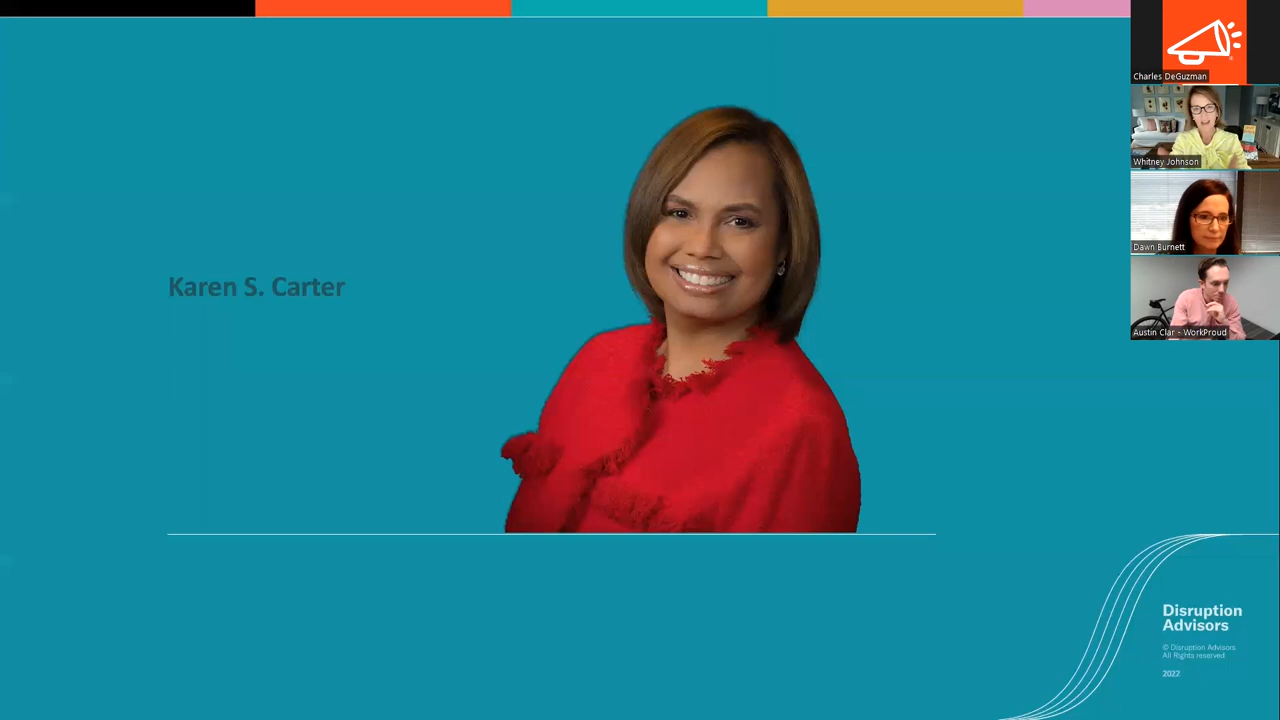 Karen S. Carter
Charles DeGuzman
Whitney Johnson
Dawn Burnett
Austin Clar - WorkProud
Disruption
Advisors
© Disruption Advisors
All Rights reserved
2022